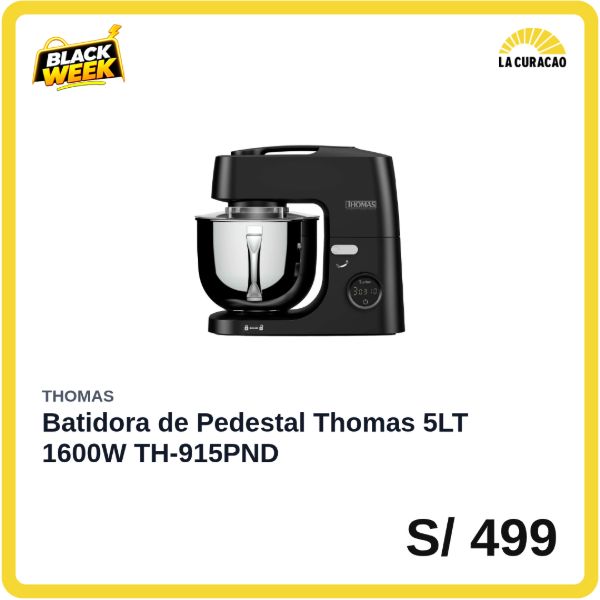 BLACK
WEEK
LA CURACAO
THOMAS
THOMAS
Batidora de Pedestal Thomas 5LT
1600W TH-915PND
S/ 499